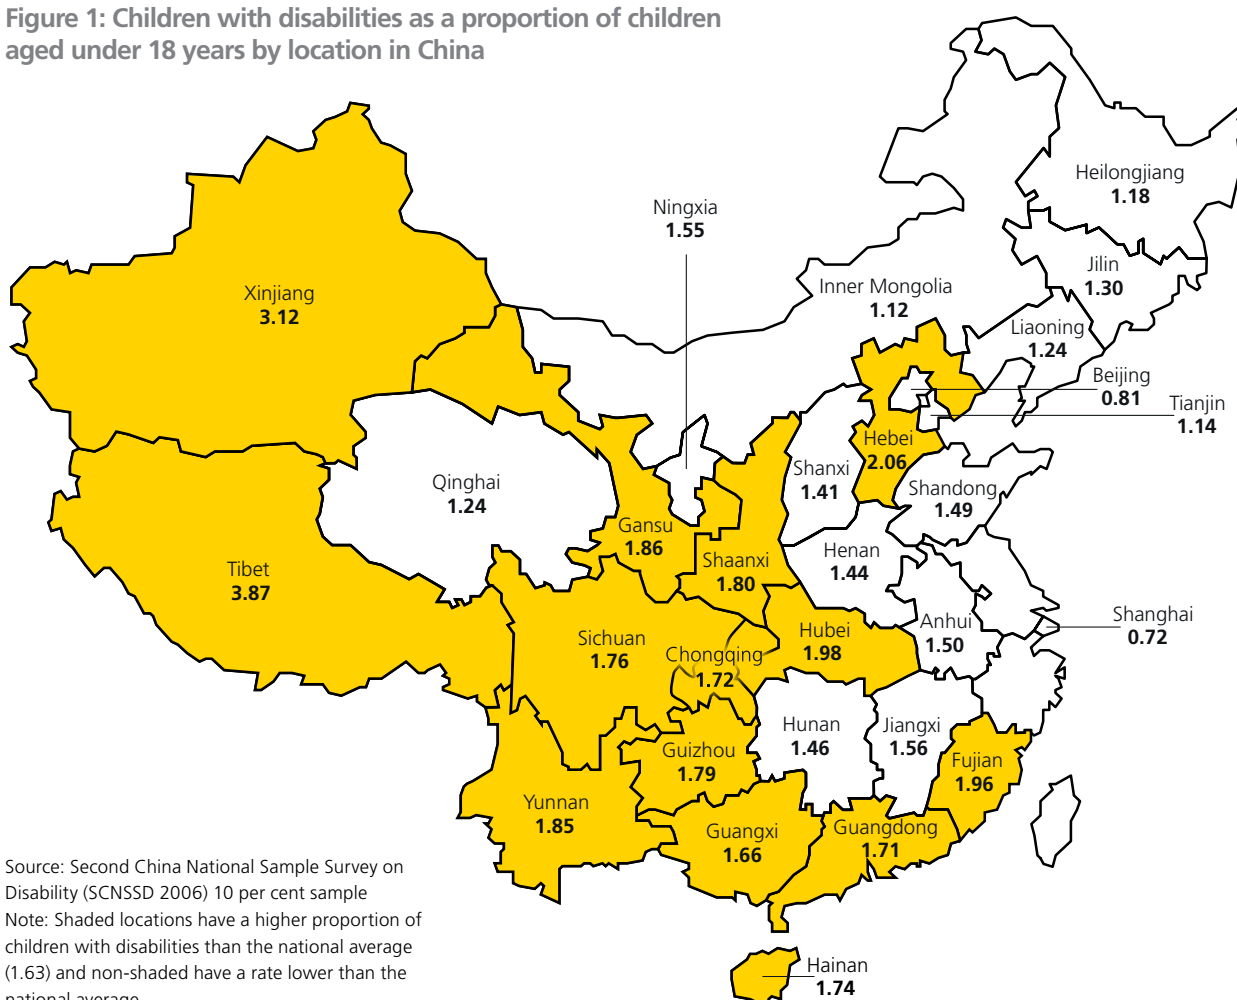 Figure 1: Children with disabilities as a proportion of children
aged under 18 years by location in China
Heilongjiang
1.18
Ningxia
1.55
Jilin
1.30
Inner Mongolia
1.12
Xinjiang
3.12
Liaoning
1.24
Beijing
0.81
Tianjin
1.14
Hebei
2.06
Shanxi
1.41
Qinghai
1.24
Shandong
1.49
Gansu
1.86
Henan
1.44
Shaanxi
1.80
Tibet
3.87
Shanghai
0.72
Anhui
1.50
Hubei
1.98
Sichuan
1.76
Chongqing
1.72
Hunan
1.46
Jiangxi
1.56
Guizhou
1.79
Fujian
1.96
Yunnan
1.85
Guangxi
1.66
Guangdong
1.71
Source: Second China National Sample Survey on
Disability (SCNSSD 2006) 10 per cent sample
Note: Shaded locations have a higher proportion of
children with disabilities than the national average
(1.63) and non-shaded have a rate lower than the
national average
Hainan
1.74